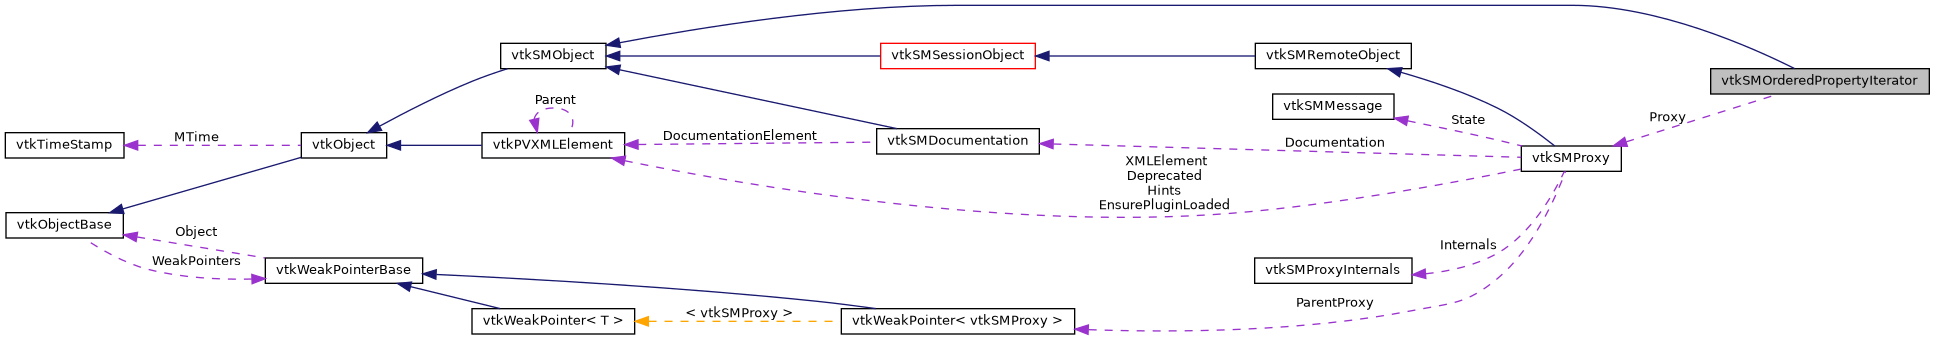 vtkSMObject
vtkSMSessionObject
vtkSMRemoteObject
vtkSMOrderedPropertyIterator
Parent
vtkSMMessage
Proxy
State
MTime
DocumentationElement
vtkTimeStamp
vtkObject
vtkPVXMLElement
vtkSMDocumentation
Documentation
vtkSMProxy
XMLElement
Deprecated
Hints
EnsurePluginLoaded
vtkObjectBase
Object
WeakPointers
Internals
vtkWeakPointerBase
vtkSMProxyInternals
ParentProxy
< vtkSMProxy >
vtkWeakPointer< T >
vtkWeakPointer< vtkSMProxy >